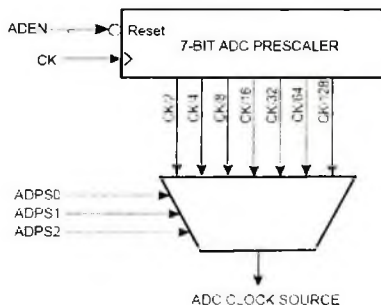 ADEN
Reset
7-BIT ADC PRESCALER
CK
CK/2
CK/4
CK/8
CK/16
CK/32
CK/64
CK/128
ADPS0
ADPS1
ADPS2
ADC CLOCK SOURCE